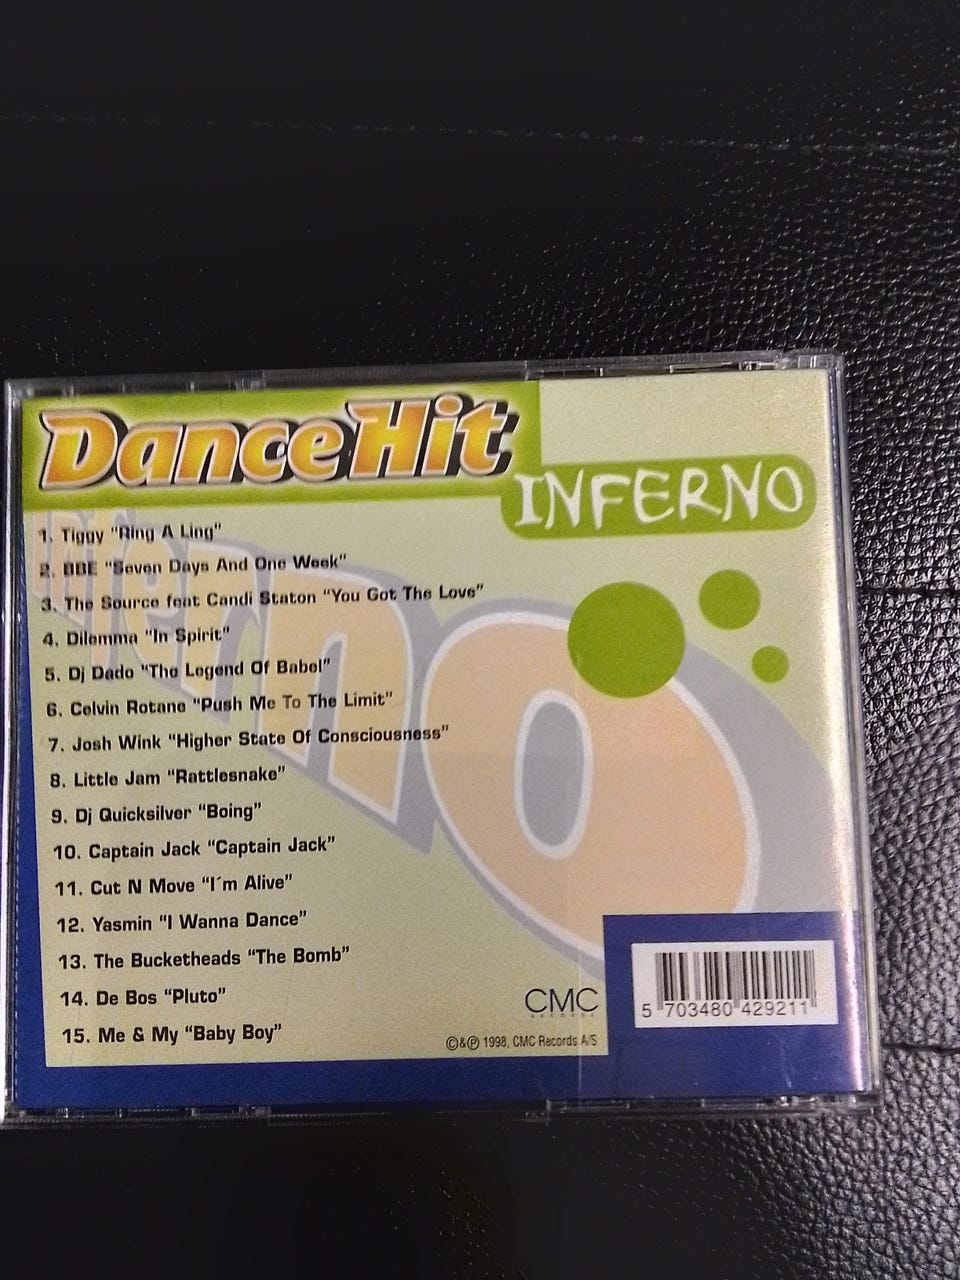 DanceHit
INFERNO
1. Tiggy "Ring A Ling"
2. BBE "Seven Days And One Week"
3. The Source feat Candi Staton "You Got The Love"
4. Dilemma "In Spirit"
5. Dj Dado "The Legend Of Babel"
6. Celvin Rotane "Push Me To The Limit"
7. Josh Wink "Higher State Of Consciousness"
8. Little Jam "Rattlesnake"
9. Dj Quicksilver "Boing"
10. Captain Jack "Captain Jack"
11. Cut N Move "I´m Alive"
12. Yasmin "I Wanna Dance"
13. The Bucketheads "The Bomb"
14. De Bos "Pluto"
15. Me & My "Baby Boy"
Inferno
CMC
RECORDS
©&℗ 1998, CMC Records A/S
5 703480 429211